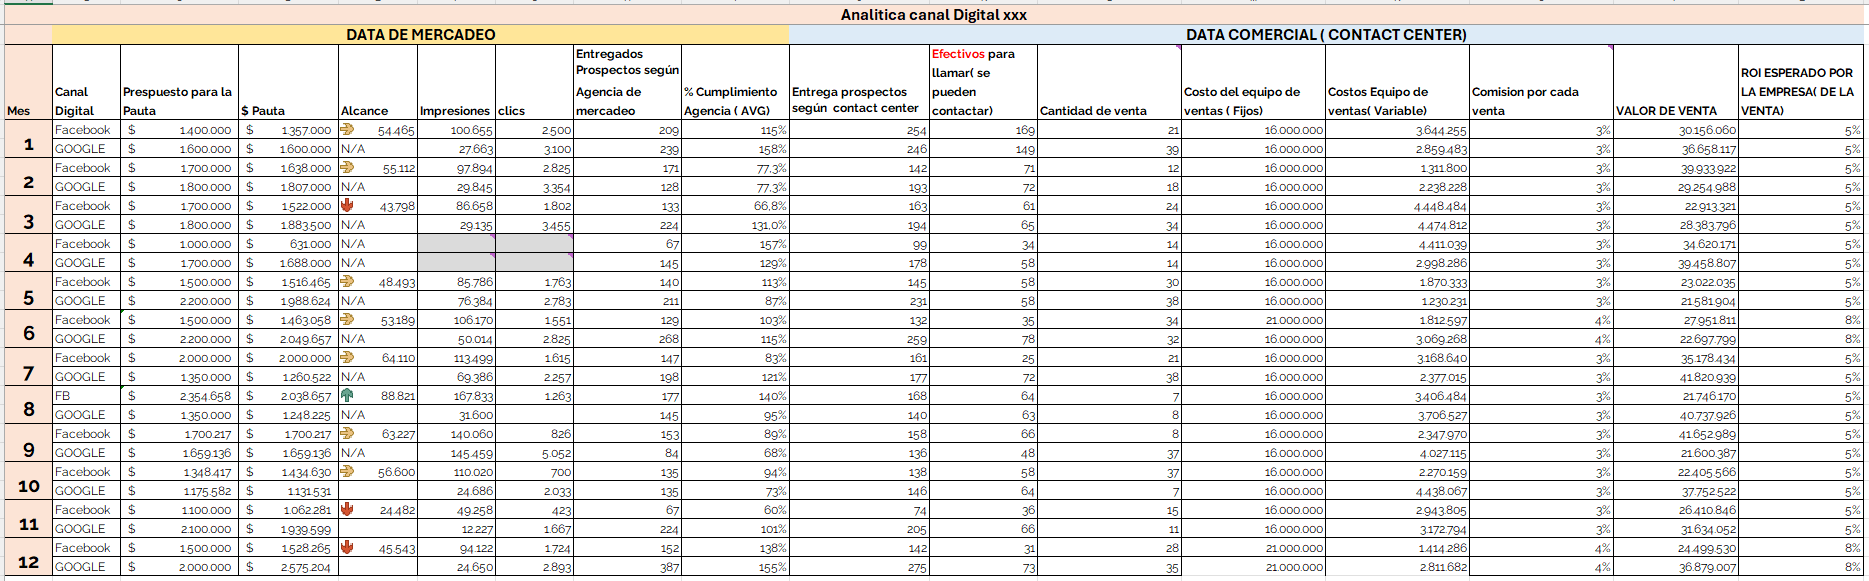 Analitica canal Digital xxx
DATA DE MERCADEO DATA COMERCIAL ( CONTACT CENTER)
Mes Canal Digital Prespuesto para la Pauta $ Pauta Alcance Impresiones clics Entregados Prospectos según Agencia de mercadeo % Cumplimiento Agencia ( AVG) Entrega prospectos según contact center Efectivos para llamar( se pueden contactar) Cantidad de venta Costo del equipo de ventas ( Fijos) Costos Equipo de ventas( Variable) Comision por cada venta VALOR DE VENTA ROI ESPERADO POR LA EMPRESA( DE LA VENTA)
1 Facebook $ 1.400.000 $ 1.357.000 54.465 100.655 2.500 209 115% 254 169 21 16.000.000 3.644.255 3% 30.156.060 5%
GOOGLE $ 1.600.000 $ 1.600.000 N/A 27.663 3.100 239 158% 246 149 39 16.000.000 2.859.483 3% 36.658.117 5%
2 Facebook $ 1.700.000 $ 1.638.000 55.112 97.894 2.825 171 77,3% 142 71 12 16.000.000 1.311.800 3% 39.933.922 5%
GOOGLE $ 1.800.000 $ 1.807.000 N/A 29.845 3.354 128 77,3% 193 72 18 16.000.000 2.238.228 3% 29.254.988 5%
3 Facebook $ 1.700.000 $ 1.522.000 43.798 86.658 1.802 133 66,8% 163 61 24 16.000.000 4.448.484 3% 22.913.321 5%
GOOGLE $ 1.800.000 $ 1.883.500 N/A 29.135 3.455 224 131,0% 194 65 34 16.000.000 4.474.812 3% 28.383.796 5%
4 Facebook $ 1.000.000 $ 631.000 N/A 67 157% 99 34 14 16.000.000 4.411.039 3% 34.620.171 5%
GOOGLE $ 1.700.000 $ 1.688.000 N/A 145 129% 178 58 14 16.000.000 2.998.286 3% 39.458.807 5%
5 Facebook $ 1.500.000 $ 1.516.465 48.493 85.786 1.763 140 113% 145 58 30 16.000.000 1.870.333 3% 23.022.035 5%
GOOGLE $ 2.200.000 $ 1.988.624 N/A 76.384 2.783 211 87% 231 58 38 16.000.000 1.230.231 3% 21.581.904 5%
6 Facebook $ 1.500.000 $ 1.463.058 53.189 106.170 1.551 129 103% 132 35 34 21.000.000 1.812.597 4% 27.951.811 8%
GOOGLE $ 2.200.000 $ 2.049.657 N/A 50.014 2.825 268 115% 259 78 32 16.000.000 3.069.268 4% 22.697.799 8%
7 Facebook $ 2.000.000 $ 2.000.000 64.110 113.499 1.615 147 83% 161 25 21 16.000.000 3.168.640 3% 35.178.434 5%
GOOGLE $ 1.350.000 $ 1.260.522 N/A 69.386 2.257 198 121% 177 72 38 16.000.000 2.377.015 3% 41.820.939 5%
8 FB $ 2.354.658 $ 2.038.657 88.821 167.833 1.263 177 140% 168 64 7 16.000.000 3.406.484 3% 21.746.170 5%
GOOGLE $ 1.350.000 $ 1.248.225 N/A 31.600 145 95% 140 63 8 16.000.000 3.706.527 3% 40.737.926 5%
9 Facebook $ 1.700.217 $ 1.700.217 63.227 140.060 826 153 89% 158 66 8 16.000.000 2.347.970 3% 41.652.989 5%
GOOGLE $ 1.659.136 $ 1.659.136 N/A 145.459 5.052 84 68% 136 48 37 16.000.000 4.027.115 3% 21.600.387 5%
10 Facebook $ 1.348.417 $ 1.434.630 56.600 110.020 700 135 94% 138 58 37 16.000.000 2.270.159 3% 22.405.566 5%
GOOGLE $ 1.175.582 $ 1.131.531 24.686 2.033 135 73% 146 64 7 16.000.000 4.438.067 3% 37.752.522 5%
11 Facebook $ 1.100.000 $ 1.062.281 24.482 49.258 423 67 60% 74 36 15 16.000.000 2.943.805 3% 26.410.846 5%
GOOGLE $ 2.100.000 $ 1.939.599 12.227 1.667 224 101% 205 66 11 16.000.000 3.172.794 3% 31.634.052 5%
12 Facebook $ 1.500.000 $ 1.528.265 45.543 94.122 1.724 152 138% 142 31 28 21.000.000 1.414.286 4% 24.499.530 8%
GOOGLE $ 2.000.000 $ 2.575.204 24.650 2.893 387 155% 275 73 35 21.000.000 2.811.682 4% 36.879.007 8%